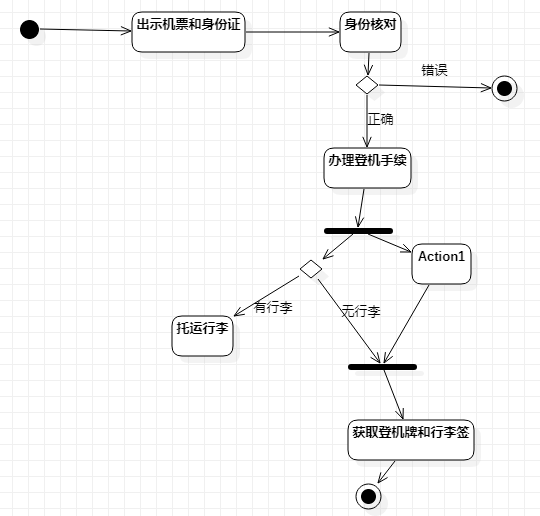 出示机票和身份证
身份核对
错误
正确
办理登机手续
Action1
有行李
无行李
托运行李
获取登机牌和行李签